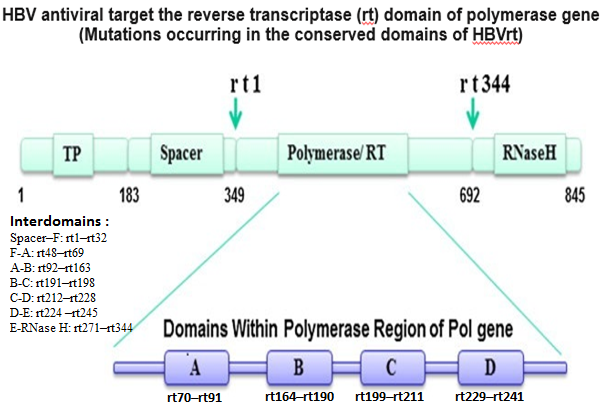 HBV antiviral target the reverse transcriptase (rt) domain of polymerase gene
(Mutations occurring in the conserved domains of HBVrt)
rt1 rt344
TP Spacer Polymerase/RT RNaseH
1 183 349 692 845
Interdomains :
Spacer–F: rt1–rt32
F-A: rt48–rt69
A-B: rt92–rt163
B-C: rt191–rt198
C-D: rt212–rt228
D-E: rt224 –rt245
E-RNase H: rt271–rt344
Domains Within Polymerase Region of Pol gene
A B C D
rt70–rt91 rt164–rt190 rt199–rt211 rt229–rt241